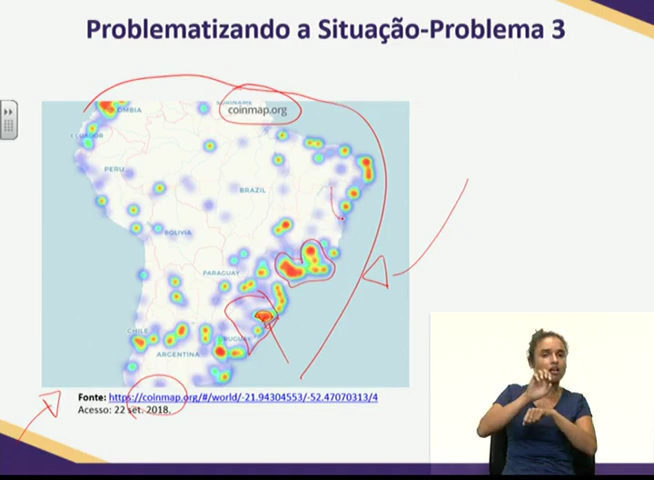 Problematizando a Situação-Problema 3
coinmap.org
ECUADOR
PERU
BRAZIL
BOLIVIA
PARAGUAY
CHILE
URUGUAY
ARGENTINA
Fonte: https://coinmap.org/#/world/-21.94304553/-52.47070313/4
Acesso: 22 set. 2018.